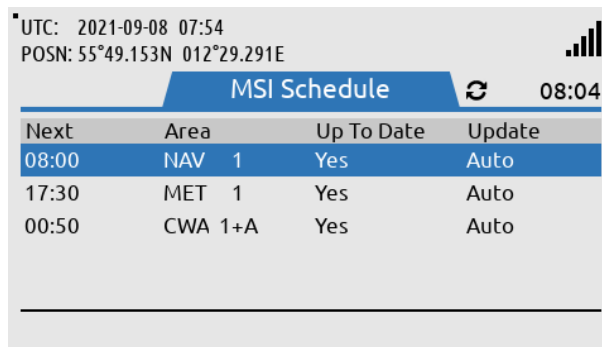 UTC: 2021-09-08 07:54
POSN: 55°49.153N 012°29.291E
MSI Schedule 08:04
Next Area Up To Date Update
08:00 NAV 1 Yes Auto
17:30 MET 1 Yes Auto
00:50 CWA 1+A Yes Auto